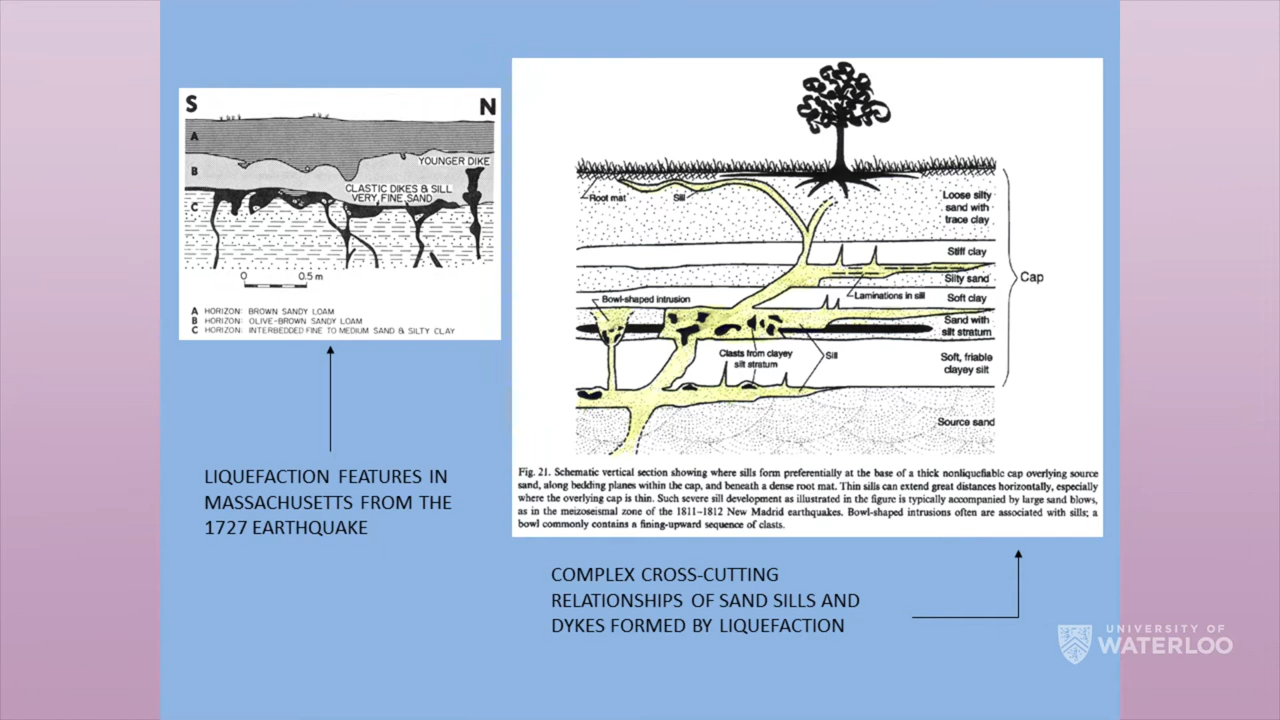 S
N
A
YOUNGER DIKE
B
CLASTIC DIKES & SILL
VERY FINE SAND
C
0
0.5 m
A HORIZON: BROWN SANDY LOAM
B HORIZON: OLIVE-BROWN SANDY LOAM
C HORIZON: INTERBEDDED FINE TO MEDIUM SAND & SILTY CLAY
LIQUEFACTION FEATURES IN
MASSACHUSETTS FROM THE
1727 EARTHQUAKE
Root mat
Sill
Loose silty
sand with
trace clay
Stiff clay
Silty sand
Cap
Bowl-shaped intrusion
Laminations in sill
Soft clay
Sand with
silt stratum
Clasts from clayey
silt stratum
Sill
Soft, friable
clayey silt
Source sand
Fig. 21. Schematic vertical section showing where sills form preferentially at the base of a thick nonliquefiable cap overlying source
sand, along bedding planes within the cap, and beneath a dense root mat. Thin sills can extend great distances horizontally, especially
where the overlying cap is thin. Such severe sill development as illustrated in the figure is typically accompanied by large sand blows,
as in the meizoseismal zone of the 1811–1812 New Madrid earthquakes. Bowl-shaped intrusions often are associated with sills; a
bowl commonly contains a fining-upward sequence of clasts.
COMPLEX CROSS-CUTTING
RELATIONSHIPS OF SAND SILLS AND
DYKES FORMED BY LIQUEFACTION
UNIVERSITY OF
WATERLOO